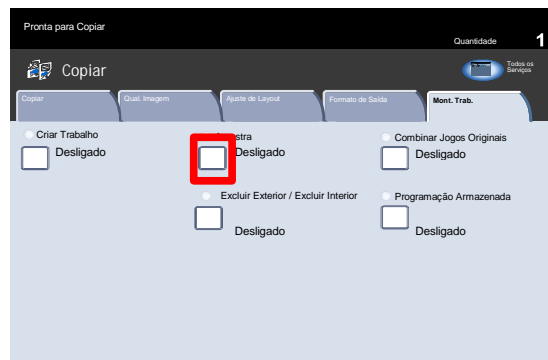 Pronta para Copiar
Quantidade 1
Copiar
Todos os
Serviços
Copiar Qual. Imagem Ajuste de Layout Formato de Saída Mont. Trab.
Criar Trabalho
Desligado
Desligado
Combinar Jogos Originais
Desligado
Excluir Exterior / Excluir Interior
Desligado
Programação Armazenada
Desligado